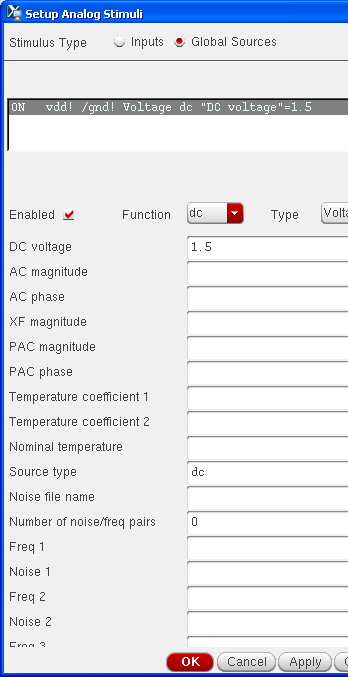 Setup Analog Stimuli
Stimulus Type Inputs Global Sources
ON vdd! /gnd! Voltage dc "DC voltage"=1.5
Enabled Function dc Type
DC voltage 1.5
AC magnitude
AC phase
XF magnitude
PAC magnitude
PAC phase
Temperature coefficient 1
Temperature coefficient 2
Nominal temperature
Source type dc
Noise file name
Number of noise/freq pairs 0
Freq 1
Noise 1
Freq 2
Noise 2
Freq 3
OK Cancel Apply